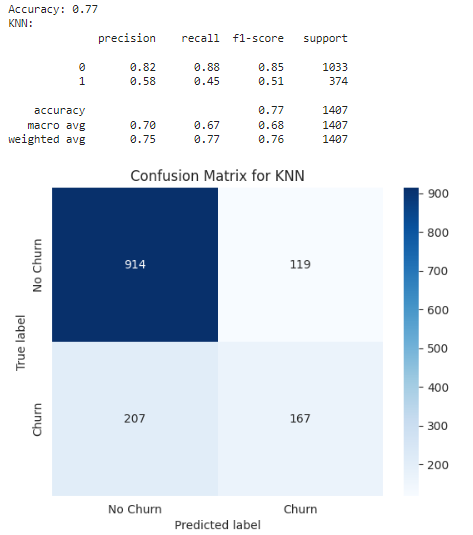 Accuracy: 0.77
KNN:
precision recall f1-score support
0 0.82 0.88 0.85 1033
1 0.58 0.45 0.51 374
accuracy 0.77 1407
macro avg 0.70 0.67 0.68 1407
weighted avg 0.75 0.77 0.76 1407
Confusion Matrix for KNN
True label
No Churn
914 119
Churn
207 167
No Churn Churn
Predicted label
900
800
700
600
500
400
300
200